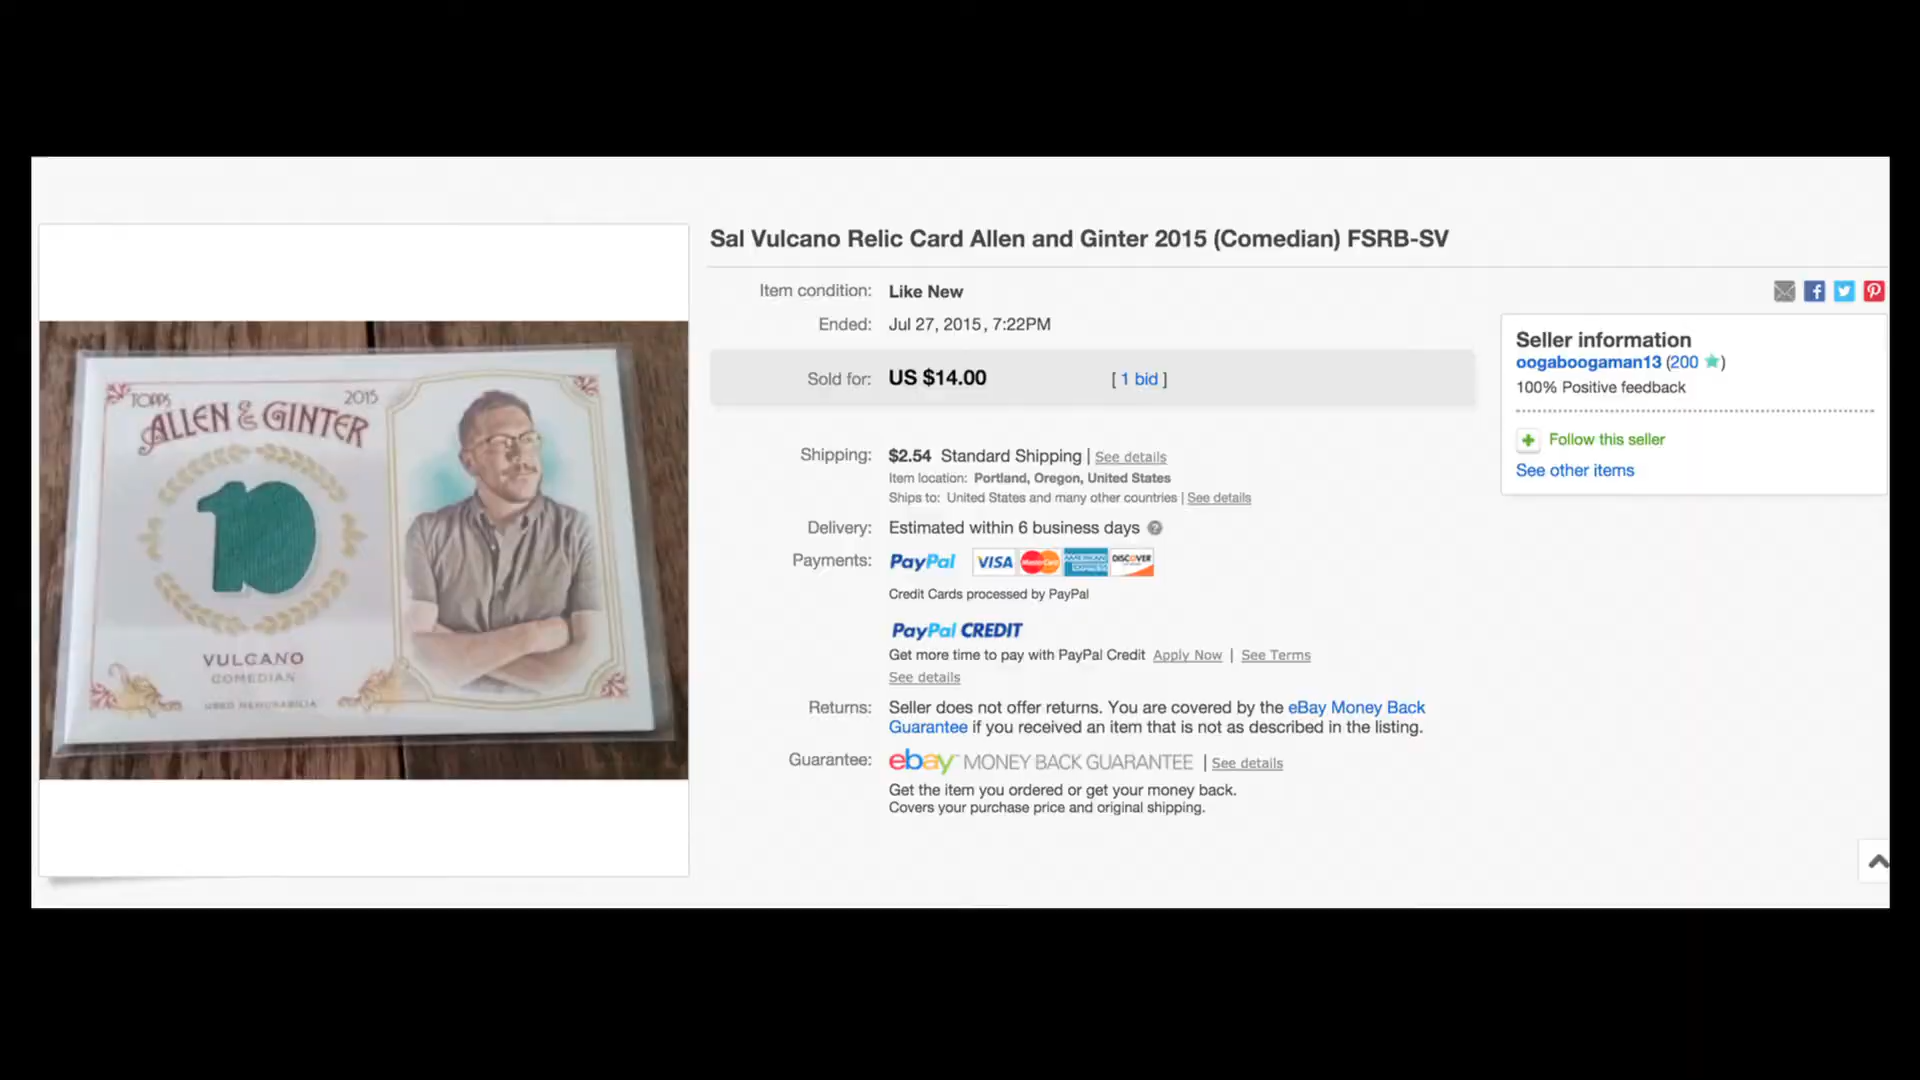 Sal Vulcano Relic Card Allen and Ginter 2015 (Comedian) FSRB-SV
Item condition: Like New
Ended: Jul 27, 2015, 7:22PM
Sold for: US $14.00 [ 1 bid ]
Shipping: $2.54 Standard Shipping | See details
Item location: Portland, Oregon, United States
Ships to: United States and many other countries | See details
Delivery: Estimated within 6 business days
Payments: PayPal VISA MasterCard AMERICAN EXPRESS DISCOVER
Credit Cards processed by PayPal
PayPal CREDIT
Get more time to pay with PayPal Credit Apply Now | See Terms
See details
Returns: Seller does not offer returns. You are covered by the eBay Money Back
Guarantee if you received an item that is not as described in the listing.
Guarantee: ebay MONEY BACK GUARANTEE | See details
Get the item you ordered or get your money back.
Covers your purchase price and original shipping.
Seller information
oogaboogaman13 (200)
100% Positive feedback
Follow this seller
See other items
TOPPS 2015
ALLEN & GINTER
10
VULCANO
COMEDIAN
USED MEMORABILIA